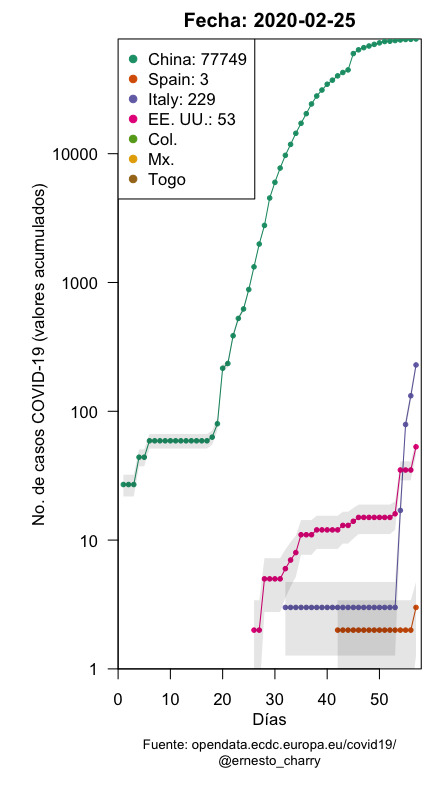 Fecha: 2020-02-25
China: 77749
Spain: 3
Italy: 229
EE. UU.: 53
Col.
Mx.
Togo
No. de casos COVID-19 (valores acumulados)
10000
1000
100
10
1
0 10 20 30 40 50
Días
Fuente: opendata.ecdc.europa.eu/covid19/
@ernesto_charry